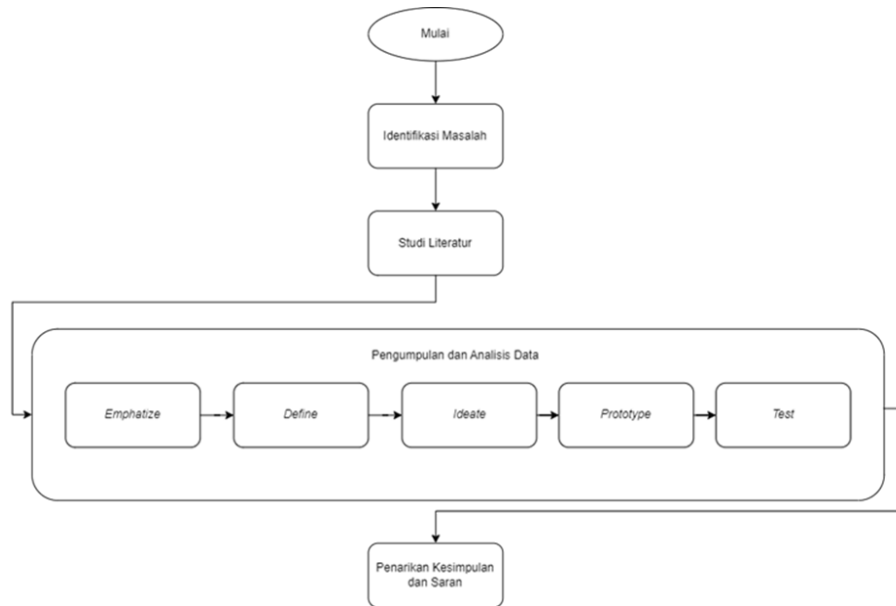 Mulai
Identifikasi Masalah
Studi Literatur
Pengumpulan dan Analisis Data
Emphatize
Define
Ideate
Prototype
Test
Penarikan Kesimpulan
dan Saran